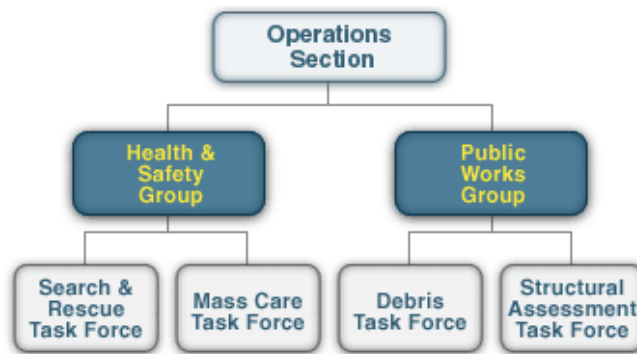 Operations
Section
Health &
Safety
Group
Public
Works
Group
Search &
Rescue
Task Force
Mass Care
Task Force
Debris
Task Force
Structural
Assessment
Task Force